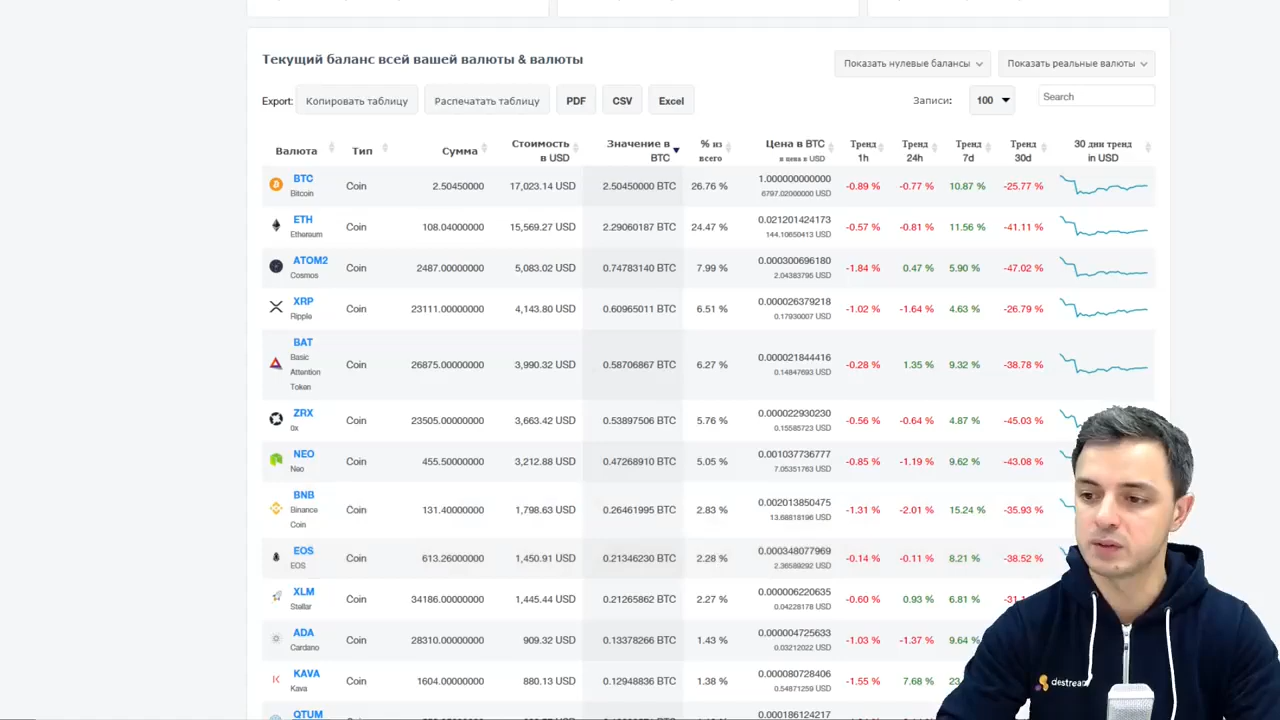 Текущий баланс всей вашей валюты & валюты
Показать нулевые балансы
Показать реальные валюты
Export: Копировать таблицу Распечатать таблицу PDF CSV Excel
Записи: 100 Search
Валюта Тип Сумма Стоимость в USD Значение в BTC % из всего Цена в BTC в цена в USD Тренд 1h Тренд 24h Тренд 7d Тренд 30d 30 дня тренд in USD
BTC Bitcoin Coin 2.50450000 17,023.14 USD 2.50450000 BTC 26.76 % 1.000000000000 6797.02000000 USD -0.89 % -0.77 % 10.87 % -25.77 %
ETH Ethereum Coin 108.04000000 15,569.27 USD 2.29060187 BTC 24.47 % 0.021201424173 144.10650413 USD -0.57 % -0.81 % 11.56 % -41.11 %
ATOM2 Cosmos Coin 2487.00000000 5,083.02 USD 0.74783140 BTC 7.99 % 0.000300696180 2.04383795 USD -1.84 % 0.47 % 5.90 % -47.02 %
XRP Ripple Coin 23111.00000000 4,143.80 USD 0.60965011 BTC 6.51 % 0.000026379218 0.17930007 USD -1.02 % -1.64 % 4.63 % -26.79 %
BAT Basic Attention Token Coin 26875.00000000 3,990.32 USD 0.58706867 BTC 6.27 % 0.000021844416 0.14847693 USD -0.28 % 1.35 % 9.32 % -38.78 %
ZRX 0x Coin 23505.00000000 3,663.42 USD 0.53897506 BTC 5.76 % 0.000022930230 0.15585723 USD -0.56 % -0.64 % 4.87 % -45.03 %
NEO Neo Coin 455.50000000 3,212.88 USD 0.47268910 BTC 5.05 % 0.001037736777 7.05351763 USD -0.85 % -1.19 % 9.62 % -43.08 %
BNB Binance Coin Coin 131.40000000 1,798.63 USD 0.26461995 BTC 2.83 % 0.002013850475 13.68818196 USD -1.31 % -2.01 % 15.24 % -35.93 %
EOS EOS Coin 613.26000000 1,450.91 USD 0.21346230 BTC 2.28 % 0.000348077969 2.36589292 USD -0.14 % -0.11 % 8.21 % -38.52 %
XLM Stellar Coin 34186.00000000 1,445.44 USD 0.21265862 BTC 2.27 % 0.000006220635 0.04228178 USD -0.60 % 0.93 % 6.81 %
ADA Cardano Coin 28310.00000000 909.32 USD 0.13378266 BTC 1.43 % 0.000004725633 0.03212022 USD -1.03 % -1.37 % 9.64 %
KAVA Kava Coin 1604.00000000 880.13 USD 0.12948836 BTC 1.38 % 0.000080728406 0.54871259 USD -1.55 % 7.68 %
QTUM 0.000186124217
destream